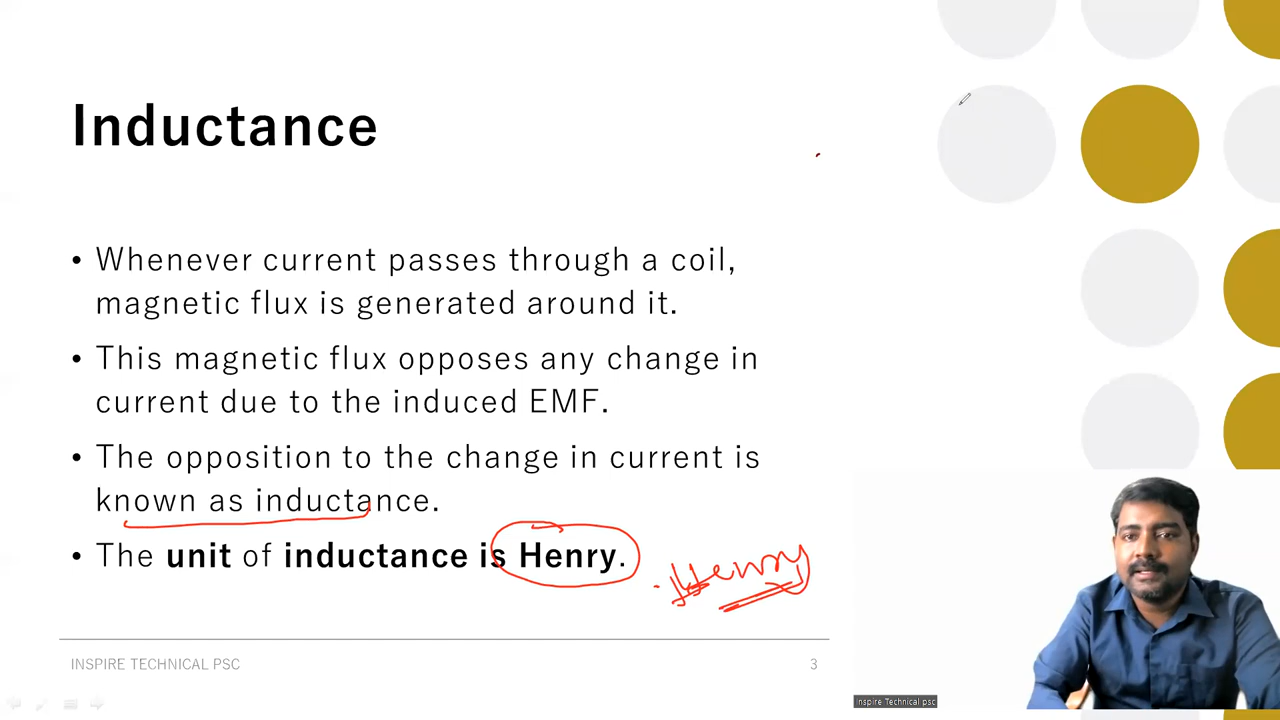 Inductance
• Whenever current passes through a coil,
magnetic flux is generated around it.
• This magnetic flux opposes any change in
current due to the induced EMF.
• The opposition to the change in current is
known as inductance.
• The unit of inductance is Henry.
Henry
INSPIRE TECHNICAL PSC
3
Inspire Technical psc